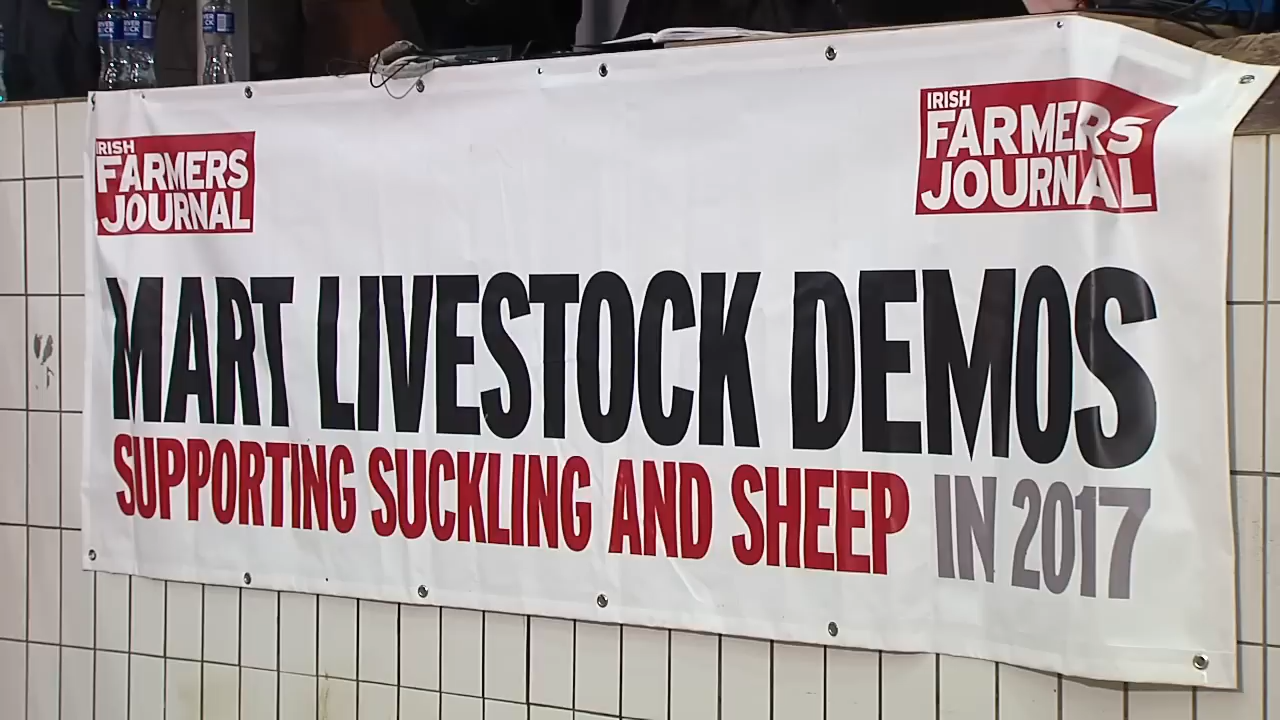 IRISH
FARMERS
JOURNAL
IRISH
FARMERS
JOURNAL
MART LIVESTOCK DEMOS
SUPPORTING SUCKLING AND SHEEP IN 2017